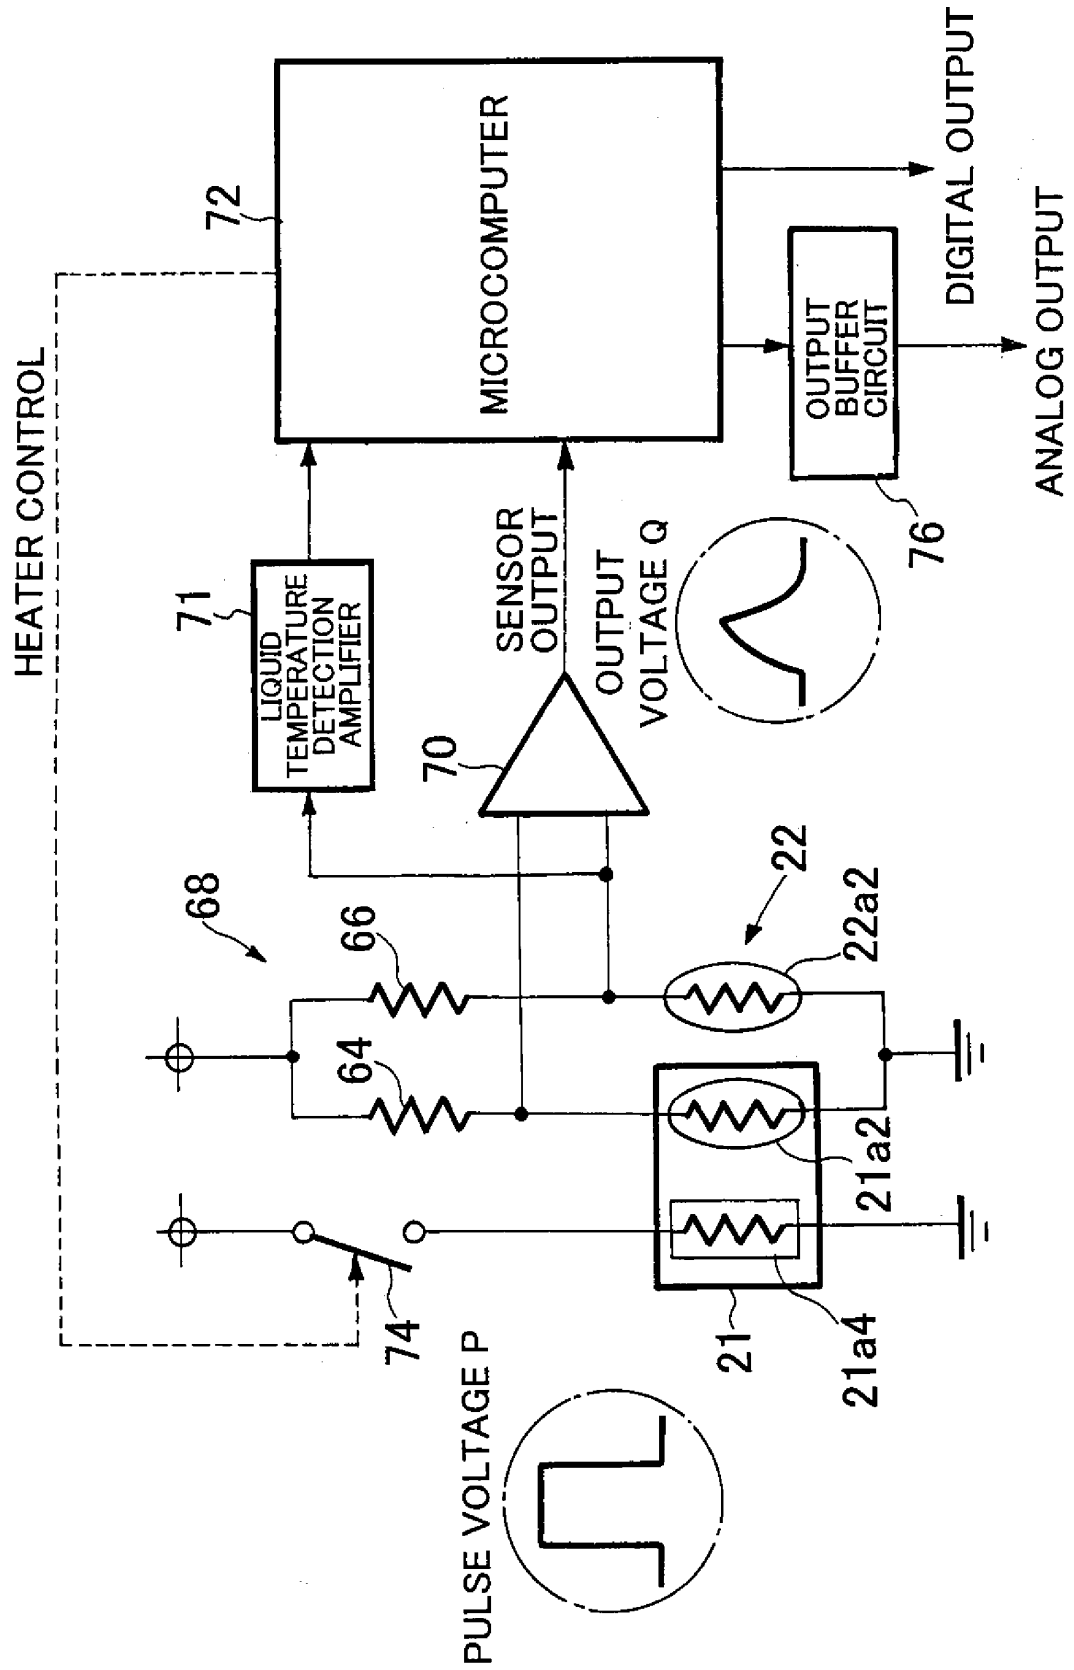 HEATER CONTROL
72
MICROCOMPUTER
71
LIQUID
TEMPERATURE
DETECTION
AMPLIFIER
SENSOR
OUTPUT
OUTPUT
VOLTAGE Q
70
68
66
64
22
22a2
21a2
21
21a4
74
PULSE VOLTAGE P
OUTPUT
BUFFER
CIRCUIT
76
DIGITAL OUTPUT
ANALOG OUTPUT